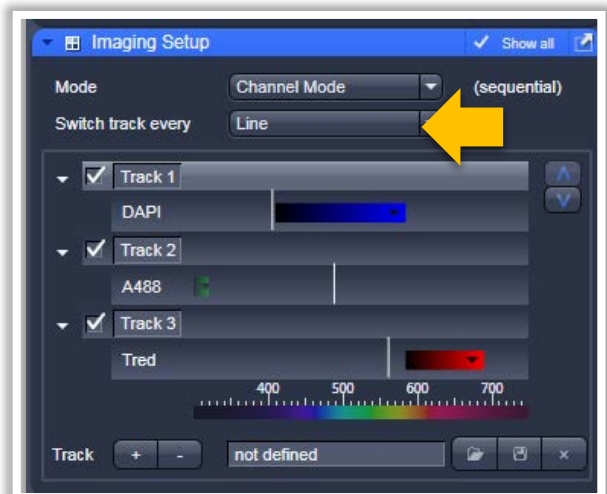 Imaging Setup Show all
Mode Channel Mode (sequential)
Switch track every Line
Track 1
DAPI
Track 2
A488
Track 3
Tred
400 500 600 700
Track + - not defined